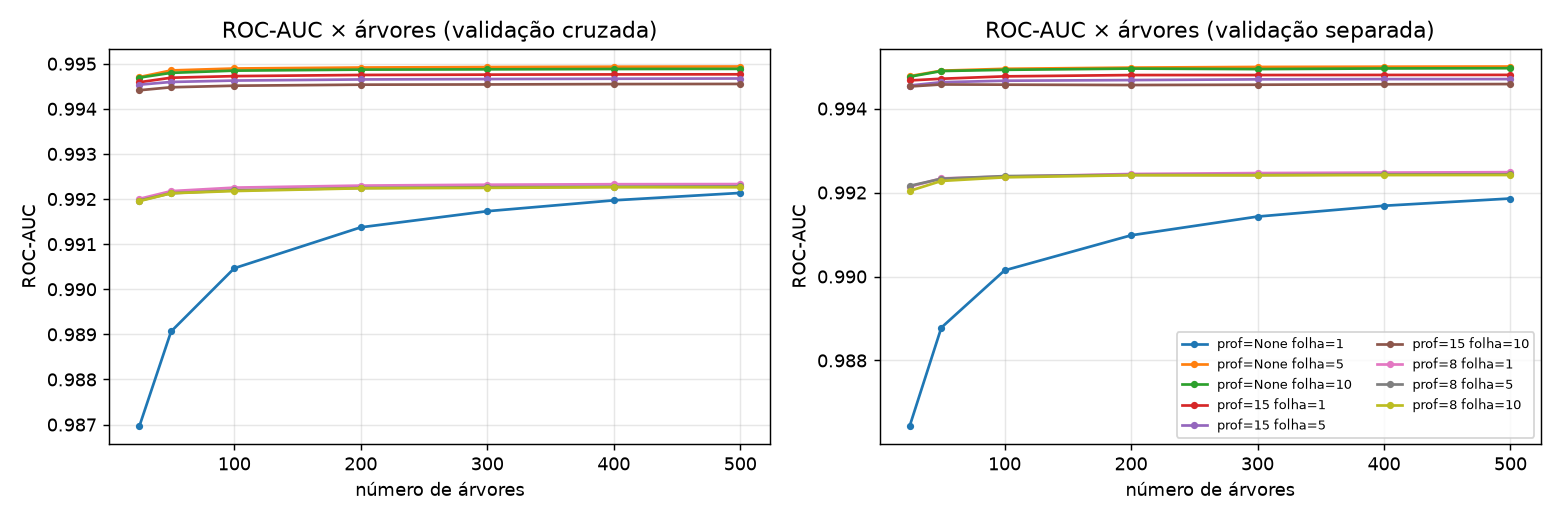 ROC-AUC × árvores (validação cruzada)
0.995
0.994
0.993
0.992
0.991
0.990
0.989
0.988
0.987
ROC-AUC
100 200 300 400 500
número de árvores
ROC-AUC × árvores (validação separada)
0.994
0.992
0.990
0.988
ROC-AUC
prof=None folha=1
prof=None folha=5
prof=None folha=10
prof=15 folha=1
prof=15 folha=5
prof=15 folha=10
prof=8 folha=1
prof=8 folha=5
prof=8 folha=10
100 200 300 400 500
número de árvores